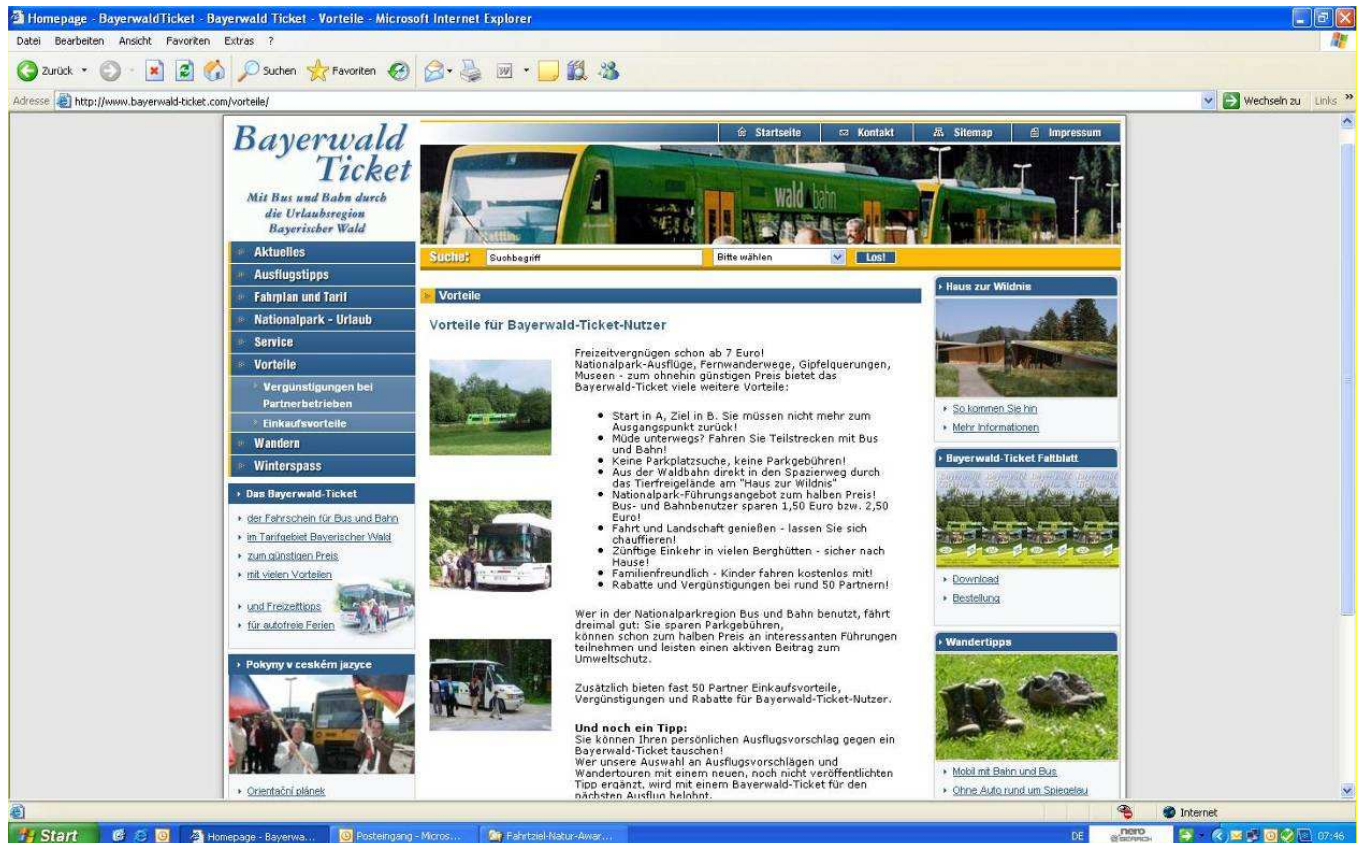 Homepage - BayerwaldTicket - Bayerwald Ticket - Vorteile - Microsoft Internet Explorer
Datei Bearbeiten Ansicht Favoriten Extras ?
Zurück Suchen Favoriten
Adresse http://www.bayerwald-ticket.com/vorteile/ Wechseln zu Links »
Bayerwald
Ticket
Mit Bus und Bahn durch
die Urlaubsregion
Bayerischer Wald
Startseite Kontakt Sitemap Impressum
wald bahn
Suche: Suchbegriff Bitte wählen Los!
Aktuelles
Ausflugstipps
Fahrplan und Tarif
Nationalpark - Urlaub
Service
Vorteile
Vergünstigungen bei
Partnerbetrieben
Einkaufsvorteile
Wandern
Winterspass
Das Bayerwald-Ticket
der Fahrschein für Bus und Bahn
im Tarifgebiet Bayerischer Wald
zum günstigen Preis
mit vielen Vorteilen
und Freizeittipps
für autofreie Ferien
Pokyny v ceském jazyce
Orientační plánek
Vorteile
Vorteile für Bayerwald-Ticket-Nutzer
Freizeitvergnügen schon ab 7 Euro!
Nationalpark-Ausflüge, Fernwanderwege, Gipfelquerungen,
Museen - zum ohnehin günstigen Preis bietet das
Bayerwald-Ticket viele weitere Vorteile:
• Start in A, Ziel in B. Sie müssen nicht mehr zum
Ausgangspunkt zurück!
• Müde unterwegs? Fahren Sie Teilstrecken mit Bus
und Bahn!
• Keine Parkplatzsuche, keine Parkgebühren!
• Aus der Waldbahn direkt in den Spazierweg durch
das Tierfreigelände am "Haus zur Wildnis"
• Nationalpark-Führungsangebot zum halben Preis!
Bus- und Bahnbenutzer sparen 1,50 Euro bzw. 2,50
Euro!
• Fahrt und Landschaft genießen - lassen Sie sich
chauffieren!
• Zünftige Einkehr in vielen Berghütten - sicher nach
Hause!
• Familienfreundlich - Kinder fahren kostenlos mit!
• Rabatte und Vergünstigungen bei rund 50 Partnern!
Wer in der Nationalparkregion Bus und Bahn benutzt, fährt
dreimal gut: Sie sparen Parkgebühren,
können schon zum halben Preis an interessanten Führungen
teilnehmen und leisten einen aktiven Beitrag zum
Umweltschutz.
Zusätzlich bieten fast 50 Partner Einkaufsvorteile,
Vergünstigungen und Rabatte für Bayerwald-Ticket-Nutzer.
Und noch ein Tipp:
Sie können Ihren persönlichen Ausflugsvorschlag gegen ein
Bayerwald-Ticket tauschen!
Wer unsere Auswahl an Ausflugsvorschlägen und
Wandertouren mit einem neuen, noch nicht veröffentlichten
Tipp ergänzt, wird mit einem Bayerwald-Ticket für den
nächsten Ausflug belohnt.
Haus zur Wildnis
So kommen Sie hin
Mehr Informationen
Bayerwald-Ticket Faltblatt
Download
Bestellung
Wandertipps
Mobil mit Bahn und Bus
Ohne Auto rund um Spiegelau
Internet
Start Homepage - Bayerwa... Posteingang - Micros... Fahrtziel-Natur-Awar... DE nero 07:46